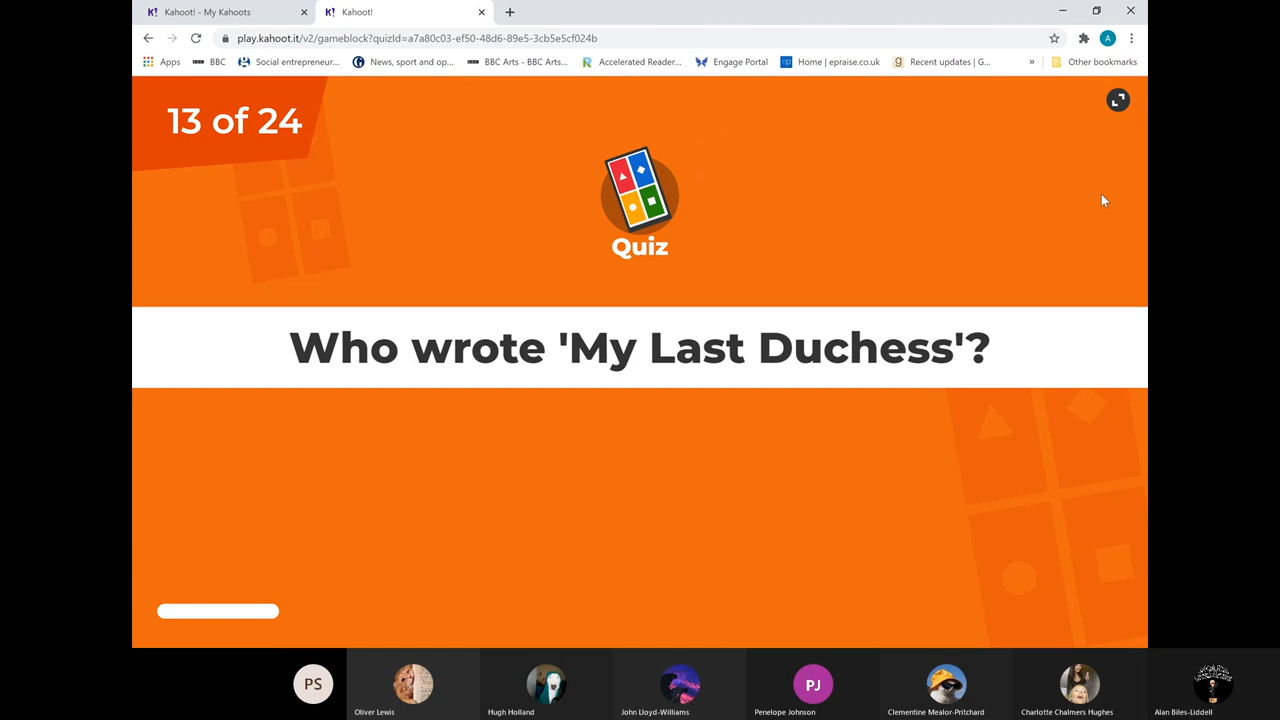 Kahoot! - My Kahoots
Kahoot!
play.kahoot.it/v2/gameblock?quizId=a7a80c03-ef50-48d6-89e5-3cb5e5cf024b
A
Apps
BBC
Social entrepreneur...
News, sport and op...
BBC Arts - BBC Arts...
Accelerated Reader...
Engage Portal
Home | epraise.co.uk
Recent updates | G...
»
Other bookmarks
13 of 24
Quiz
Who wrote 'My Last Duchess'?
PS
PJ
Oliver Lewis
Hugh Holland
John Lloyd-Williams
Penelope Johnson
Clementine Mealor-Pritchard
Charlotte Chalmers Hughes
Alan Biles-Liddell